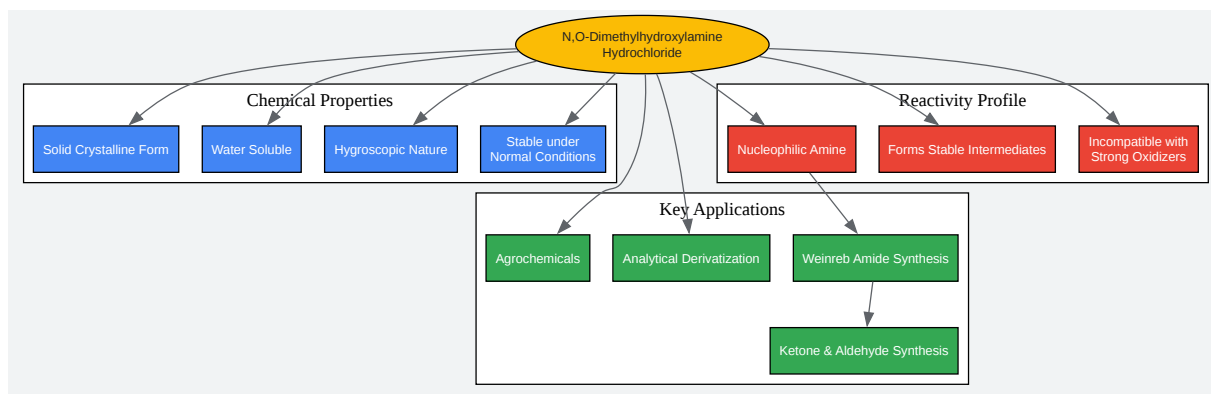 N,O-Dimethylhydroxylamine
Hydrochloride
Chemical Properties
Solid Crystalline Form
Water Soluble
Hygroscopic Nature
Stable under
Normal Conditions
Reactivity Profile
Nucleophilic Amine
Forms Stable Intermediates
Incompatible with
Strong Oxidizers
Key Applications
Agrochemicals
Analytical Derivatization
Weinreb Amide Synthesis
Ketone & Aldehyde Synthesis